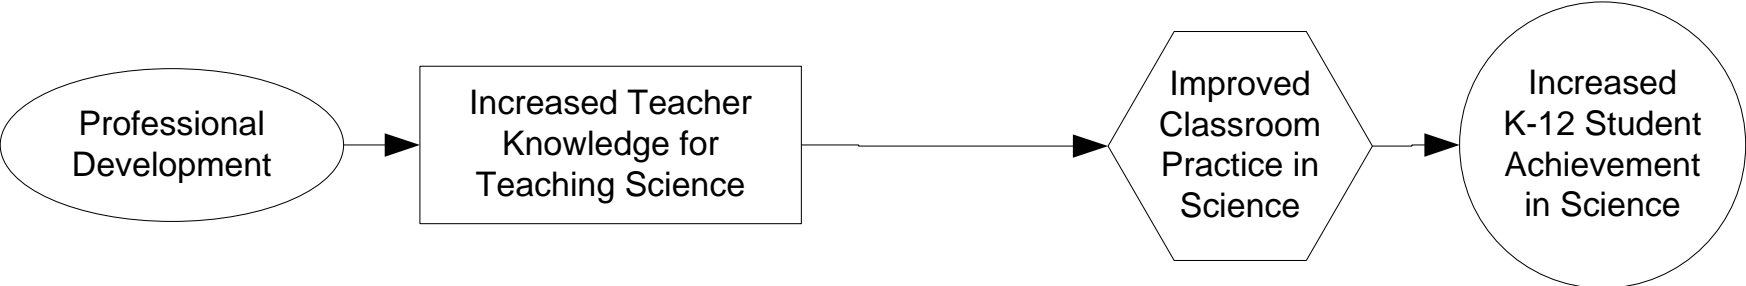 Professional
Development
Increased Teacher
Knowledge for
Teaching Science
Improved
Classroom
Practice in
Science
Increased
K-12 Student
Achievement
in Science